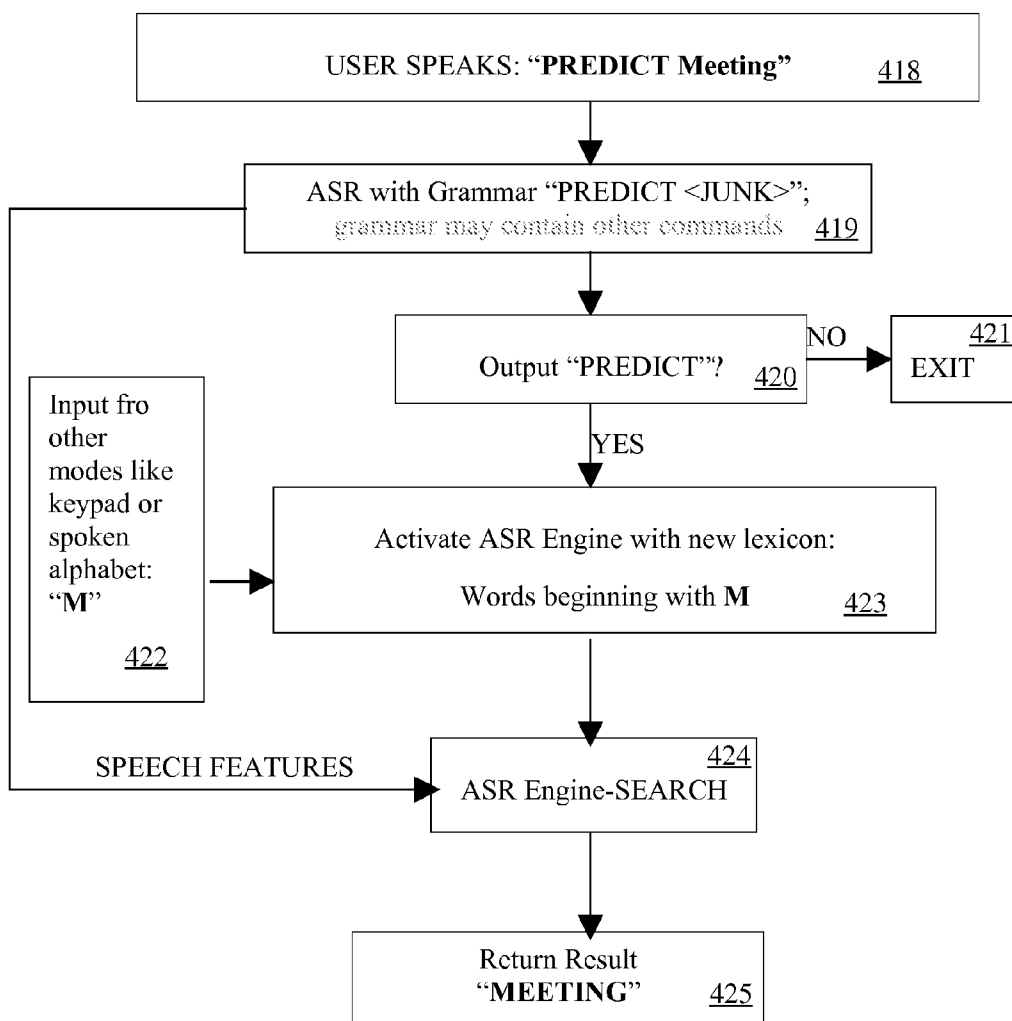 USER SPEAKS: “PREDICT Meeting”
418
ASR with Grammar “PREDICT <JUNK>”;
grammar may contain other commands
419
Output “PREDICT”?
420
NO
421
EXIT
YES
Input fro
other
modes like
keypad or
spoken
alphabet:
“M”
422
Activate ASR Engine with new lexicon:
Words beginning with M
423
SPEECH FEATURES
424
ASR Engine-SEARCH
Return Result
“MEETING”
425